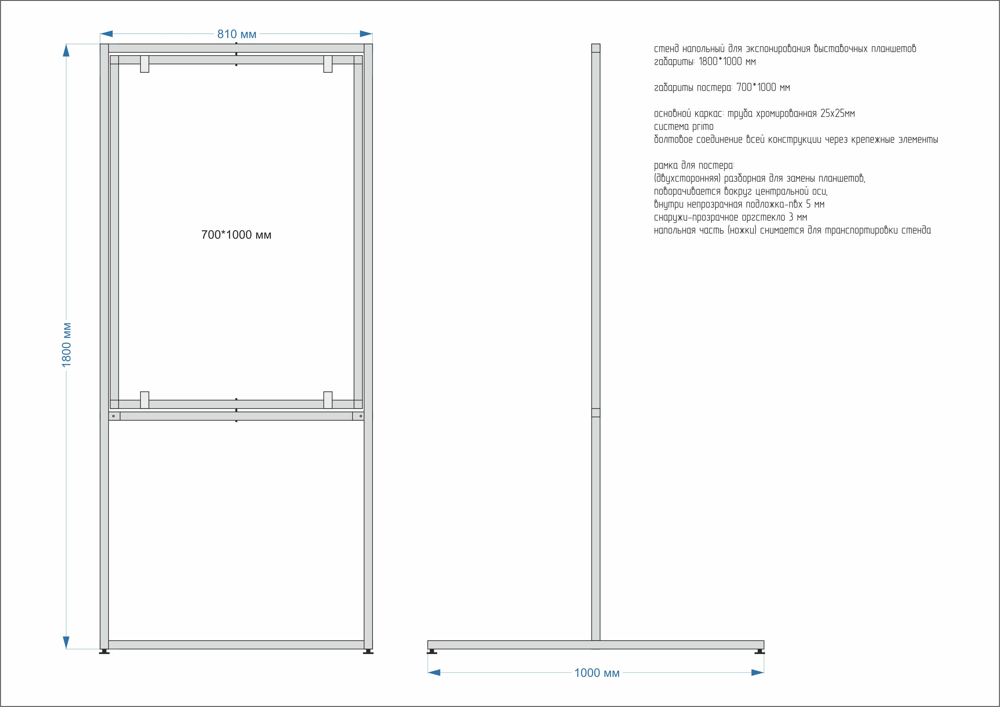 810 мм
1800 мм
700*1000 мм
1000 мм
стенд напольный для экспонирования выставочных планшетов
габариты: 1800*1000 мм
габариты постера: 700*1000 мм
основной каркас: труба хромированная 25х25мм
система primo
болтовое соединение всей конструкции через крепежные элементы
рамка для постера:
(двухсторонняя) разборная для замены планшетов,
поворачивается вокруг центральной оси,
внутри непрозрачная подложка-пвх 5 мм
снаружи-прозрачное оргстекло 3 мм
напольная часть (ножки) снимается для транспортировки стенда